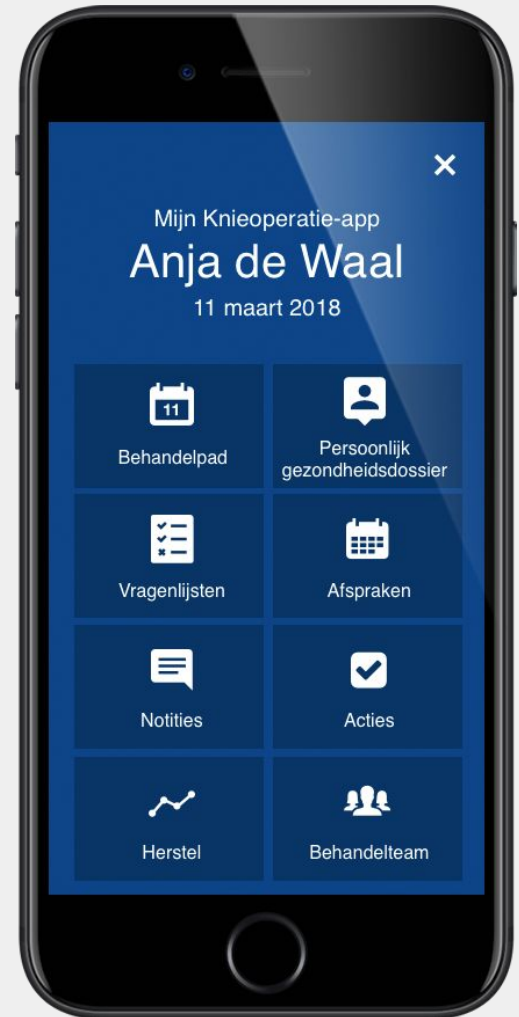 Mijn Knieoperatie-app
Anja de Waal
11 maart 2018
11
Behandelpad
Persoonlijk
gezondheidsdossier
Vragenlijsten
Afspraken
Notities
Acties
Herstel
Behandelteam